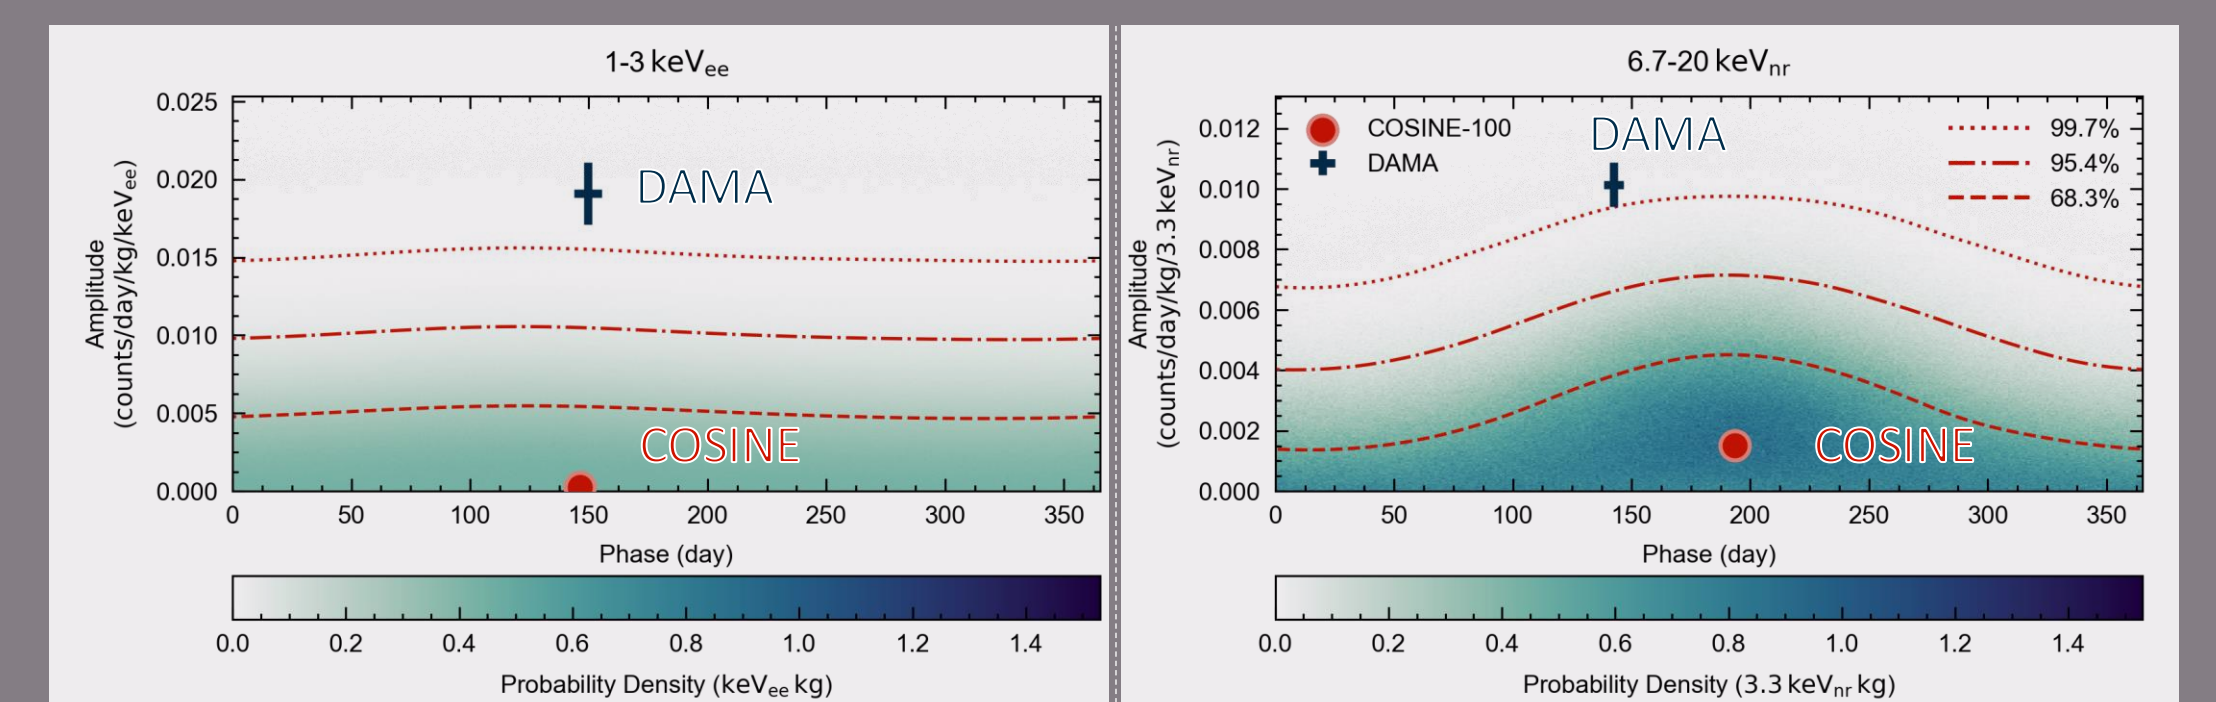 1-3 keVee
0.025
0.020
0.015
0.010
0.005
0.000
Amplitude
(counts/day/kg/keVee)
DAMA
COSINE
0 50 100 150 200 250 300 350
Phase (day)
0.0 0.2 0.4 0.6 0.8 1.0 1.2 1.4
Probability Density (keVee kg)
6.7-20 keVnr
0.012
0.010
0.008
0.006
0.004
0.002
0.000
Amplitude
(counts/day/kg/3.3 keVnr)
COSINE-100
DAMA
DAMA
99.7%
95.4%
68.3%
COSINE
0 50 100 150 200 250 300 350
Phase (day)
0.0 0.2 0.4 0.6 0.8 1.0 1.2 1.4
Probability Density (3.3 keVnr kg)